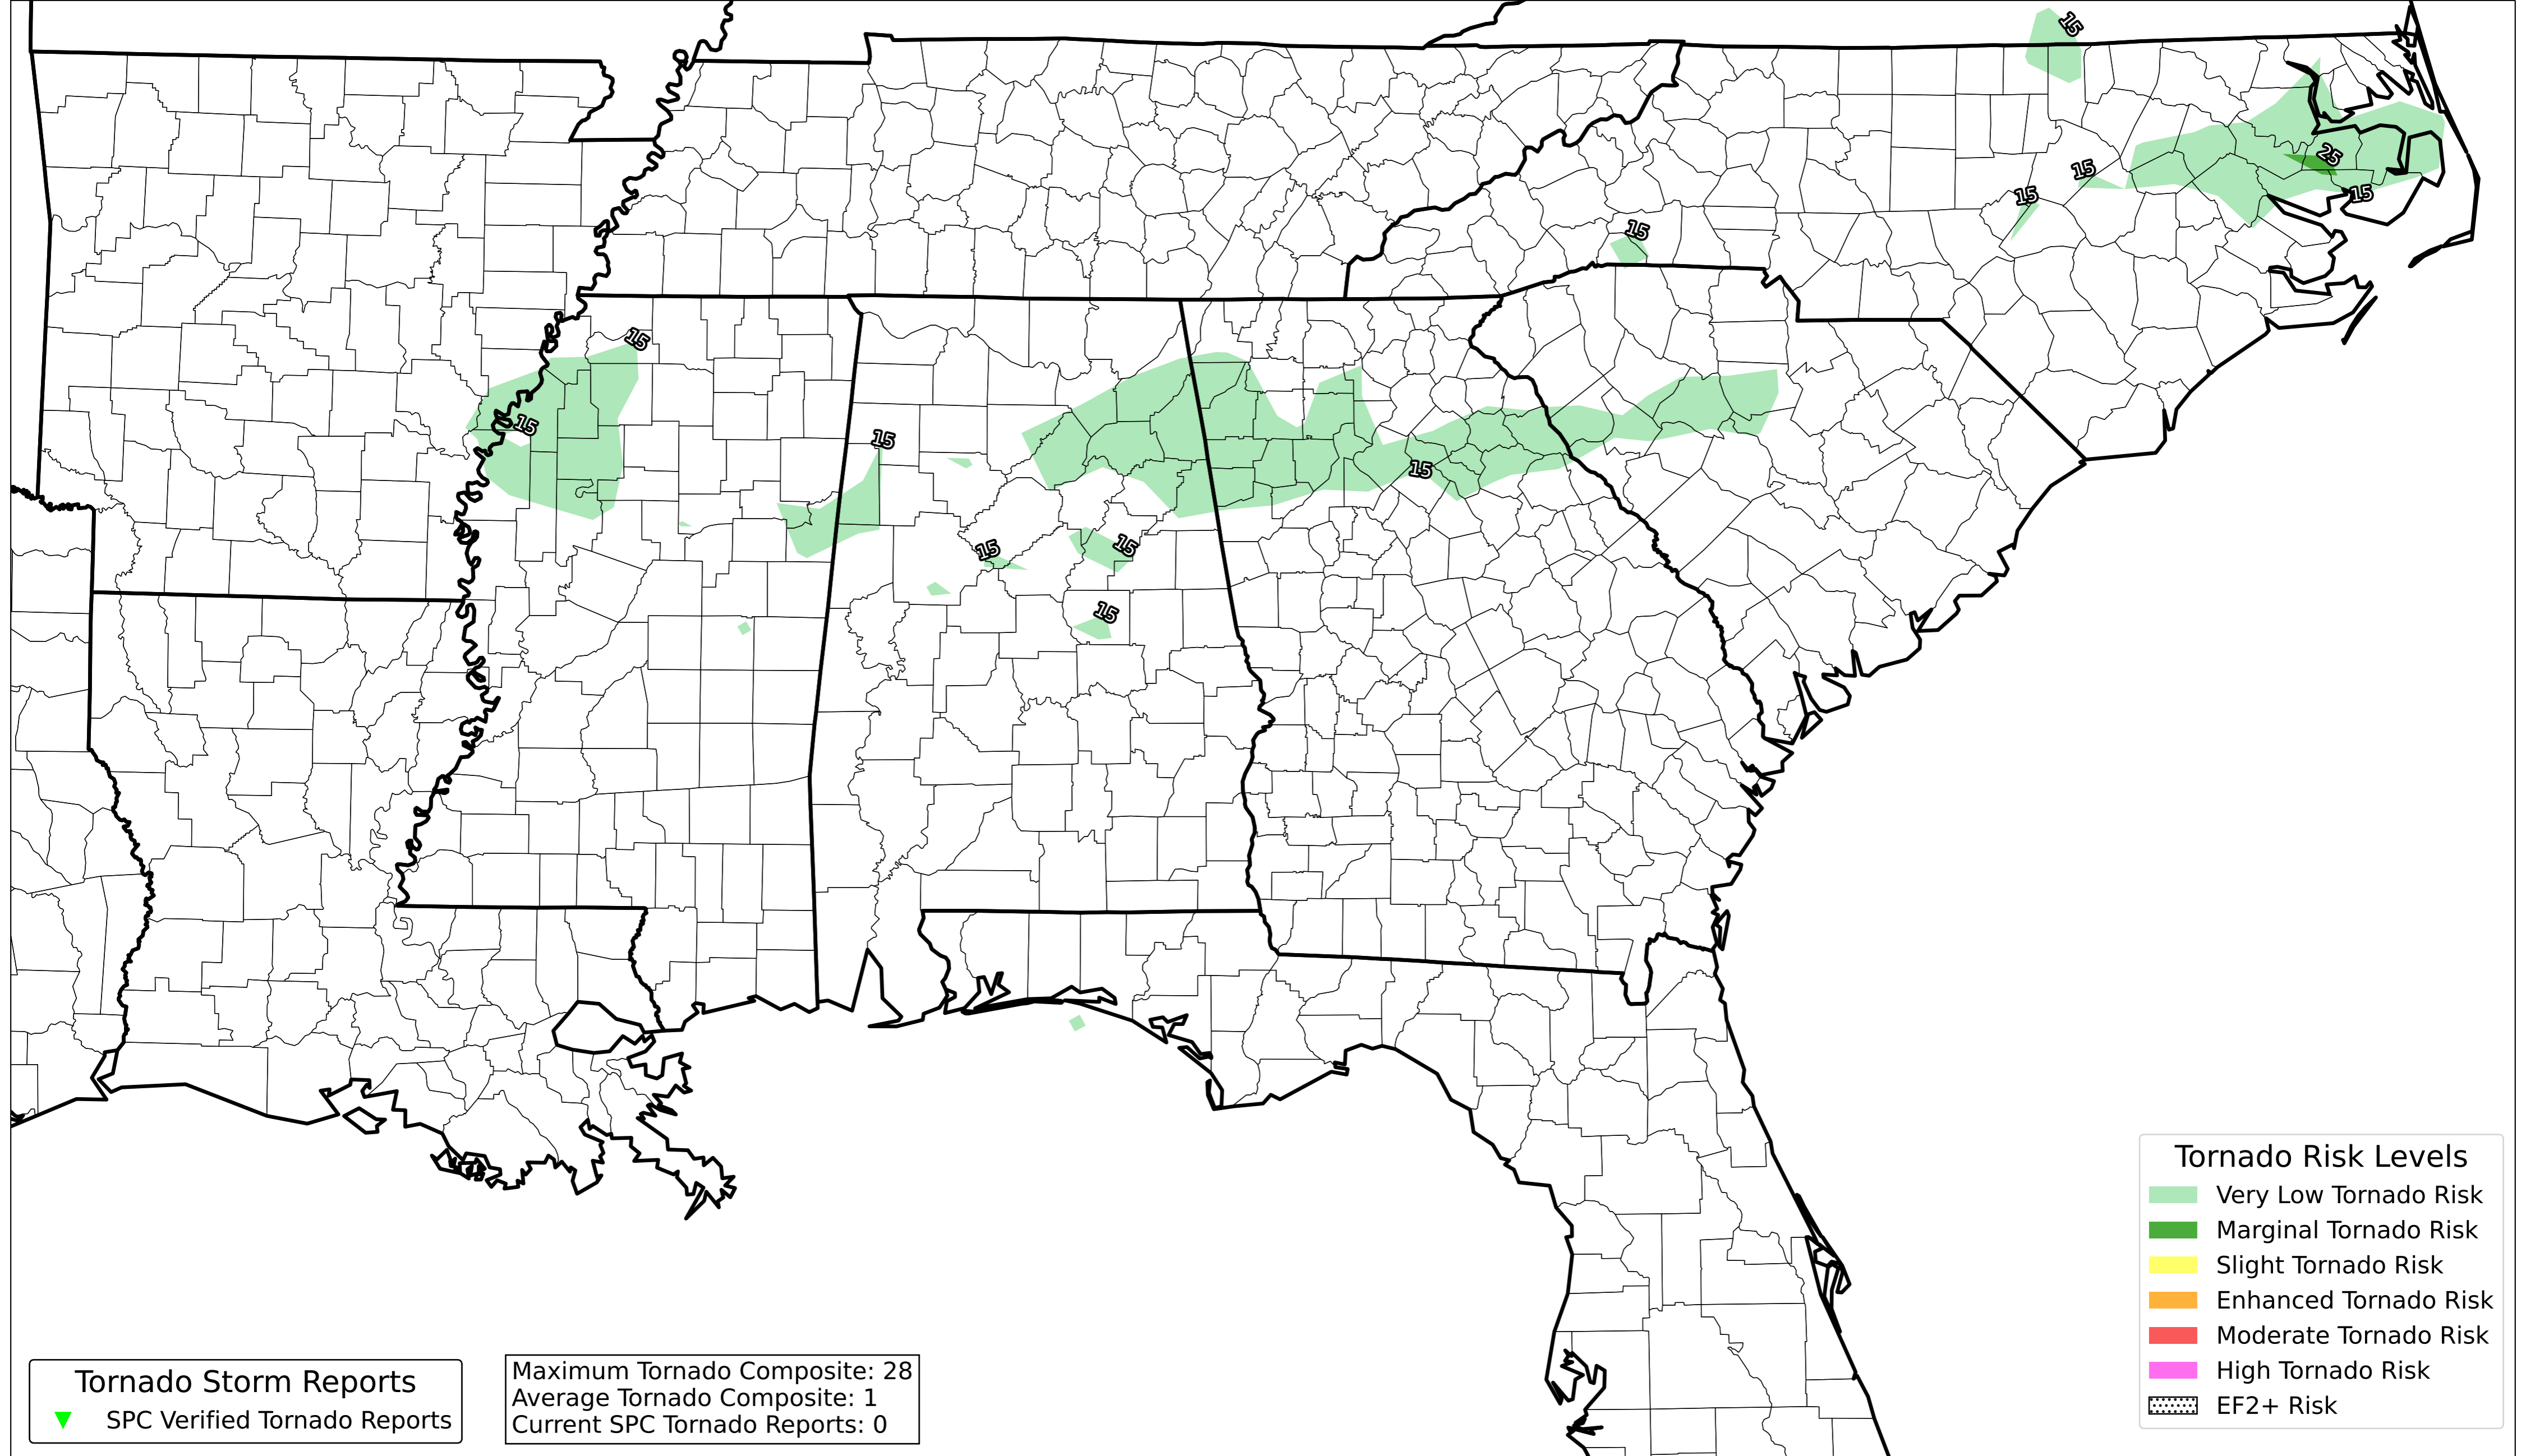 15
25
15
15
15
15
15
15
15
15
15
15
15
Tornado Risk Levels
Very Low Tornado Risk
Marginal Tornado Risk
Slight Tornado Risk
Enhanced Tornado Risk
Moderate Tornado Risk
High Tornado Risk
EF2+ Risk
Tornado Storm Reports
SPC Verified Tornado Reports
Maximum Tornado Composite: 28
Average Tornado Composite: 1
Current SPC Tornado Reports: 0